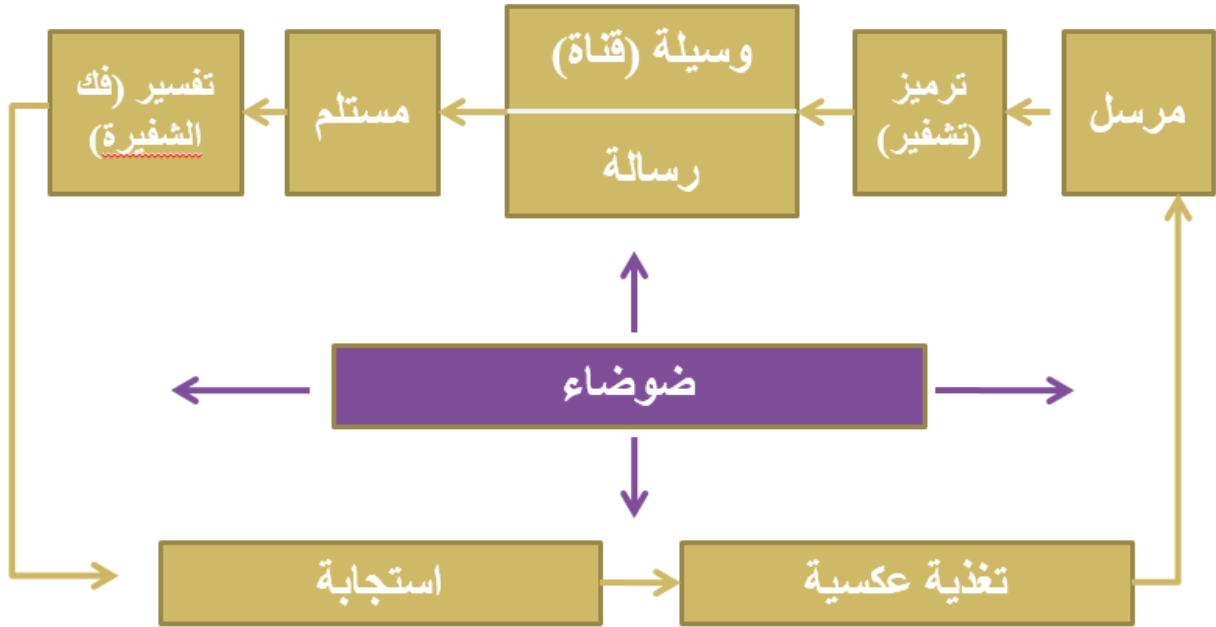 مرسل
ترميز
(تشفير)
وسيلة (قناة)
رسالة
مستلم
تفسير (فك
الشفيرة)
ضوضاء
استجابة
تغذية عكسية